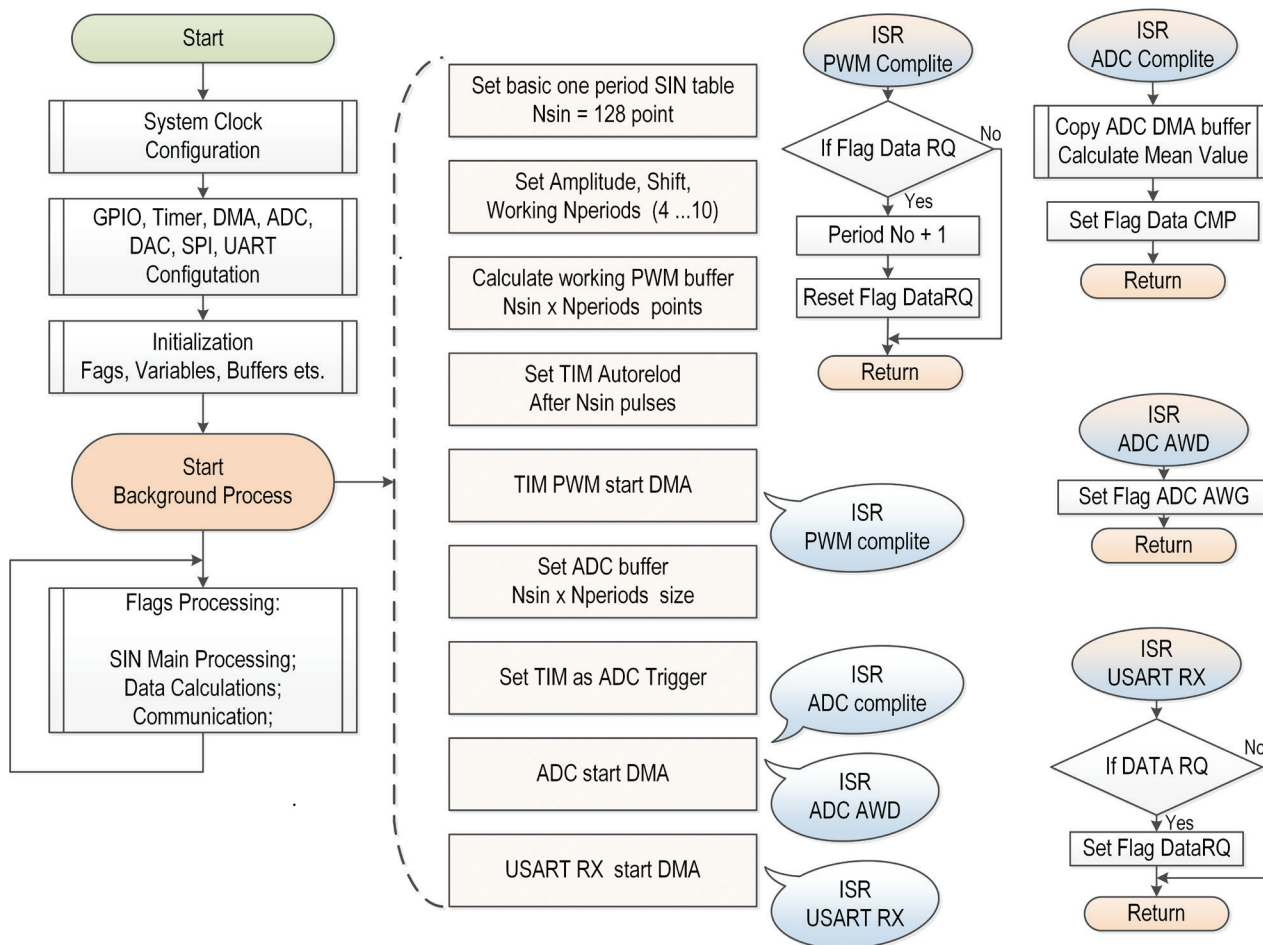 Start
System Clock
Configuration
GPIO, Timer, DMA, ADC,
DAC, SPI, UART
Configutation
Initialization
Fags, Variables, Buffers ets.
Start
Background Process
Flags Processing:
SIN Main Processing;
Data Calculations;
Communication;
Set basic one period SIN table
Nsin = 128 point
Set Amplitude, Shift,
Working Nperiods (4 ...10)
Calculate working PWM buffer
Nsin x Nperiods points
Set TIM Autorelod
After Nsin pulses
TIM PWM start DMA
ISR
PWM complite
Set ADC buffer
Nsin x Nperiods size
Set TIM as ADC Trigger
ISR
ADC complite
ADC start DMA
ISR
ADC AWD
USART RX start DMA
ISR
USART RX
ISR
PWM Complite
If Flag Data RQ
No
Yes
Period No + 1
Reset Flag DataRQ
Return
ISR
ADC Complite
Copy ADC DMA buffer
Calculate Mean Value
Set Flag Data CMP
Return
ISR
ADC AWD
Set Flag ADC AWG
Return
ISR
USART RX
If DATA RQ
No
Yes
Set Flag DataRQ
Return